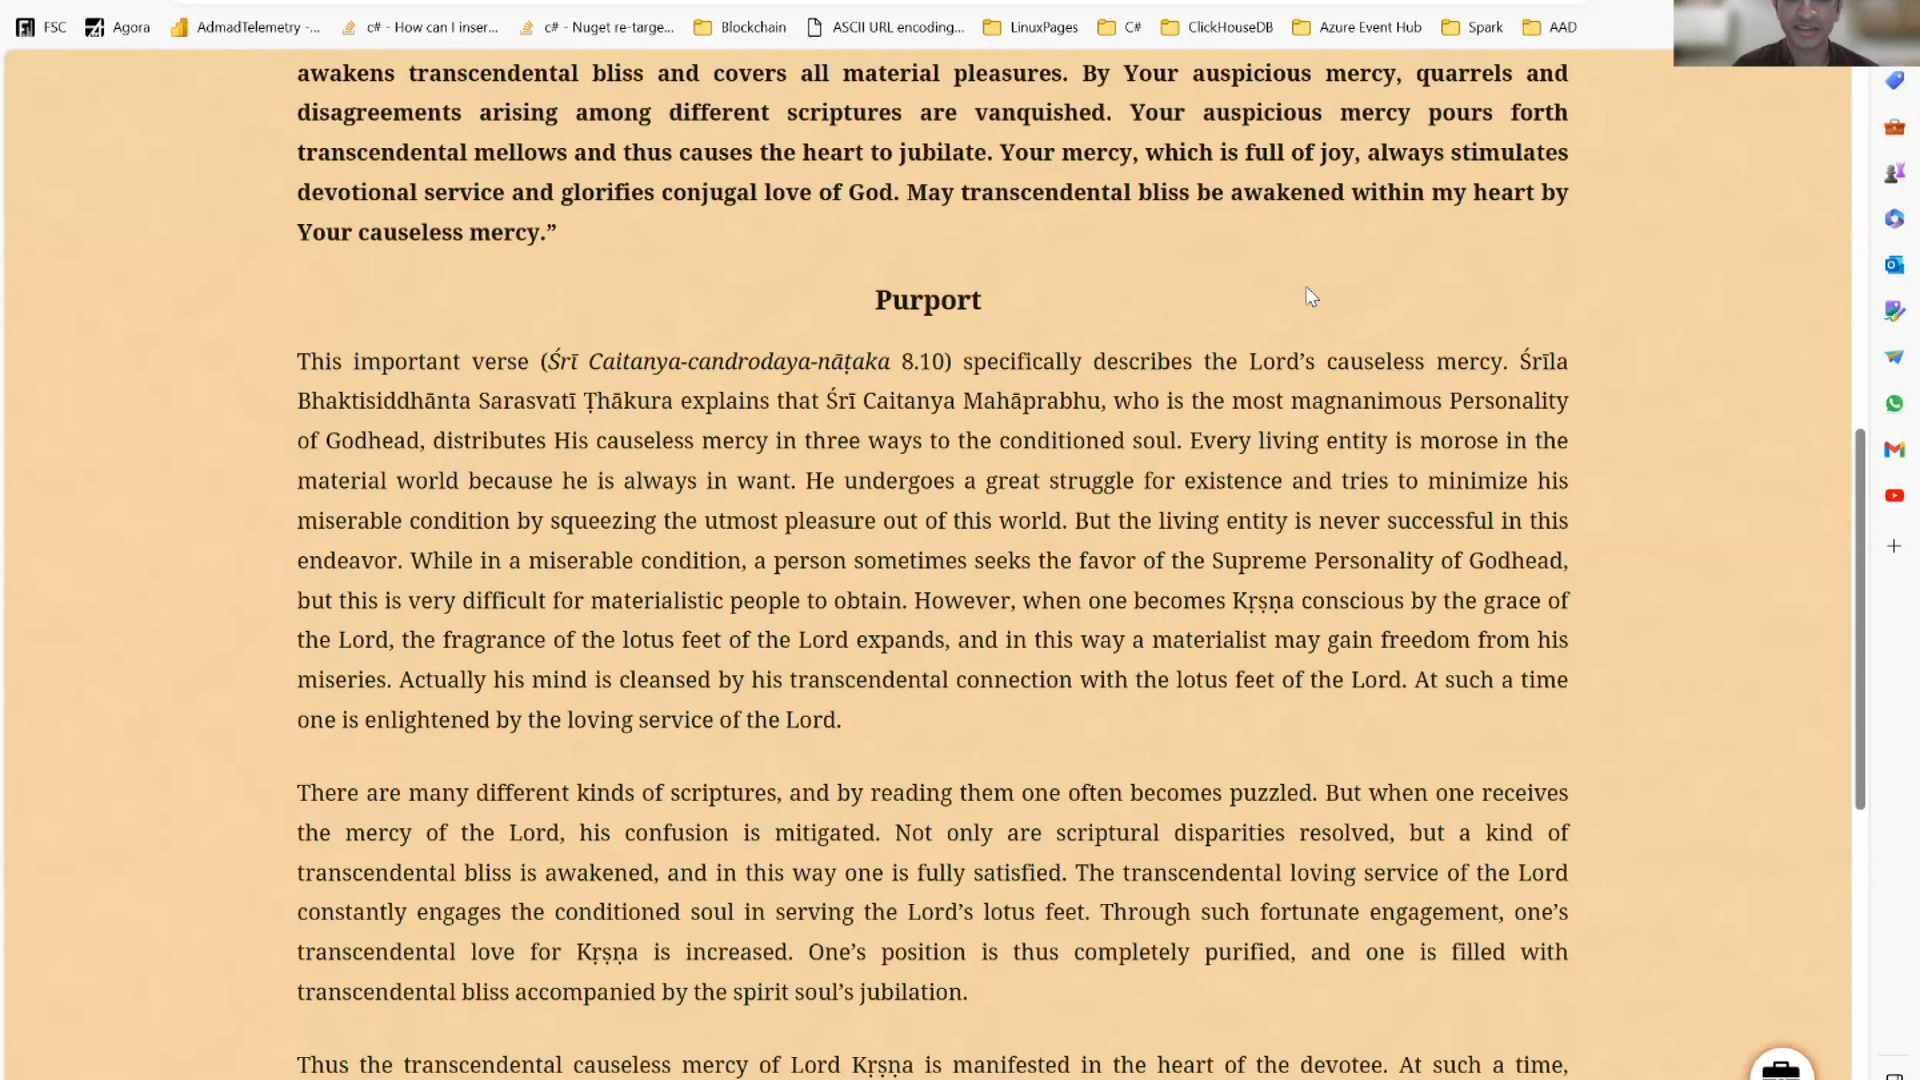 FSC Agora AdmadTelemetry -... c# - How can I inser... c# - Nuget re-targe... Blockchain ASCII URL encoding... LinuxPages C# ClickHouseDB Azure Event Hub Spark AAD
awakens transcendental bliss and covers all material pleasures. By Your auspicious mercy, quarrels and
disagreements arising among different scriptures are vanquished. Your auspicious mercy pours forth
transcendental mellows and thus causes the heart to jubilate. Your mercy, which is full of joy, always stimulates
devotional service and glorifies conjugal love of God. May transcendental bliss be awakened within my heart by
Your causeless mercy.”
Purport
This important verse (Śrī Caitanya-candrodaya-nāṭaka 8.10) specifically describes the Lord’s causeless mercy. Śrīla
Bhaktisiddhānta Sarasvatī Ṭhākura explains that Śrī Caitanya Mahāprabhu, who is the most magnanimous Personality
of Godhead, distributes His causeless mercy in three ways to the conditioned soul. Every living entity is morose in the
material world because he is always in want. He undergoes a great struggle for existence and tries to minimize his
miserable condition by squeezing the utmost pleasure out of this world. But the living entity is never successful in this
endeavor. While in a miserable condition, a person sometimes seeks the favor of the Supreme Personality of Godhead,
but this is very difficult for materialistic people to obtain. However, when one becomes Kṛṣṇa conscious by the grace of
the Lord, the fragrance of the lotus feet of the Lord expands, and in this way a materialist may gain freedom from his
miseries. Actually his mind is cleansed by his transcendental connection with the lotus feet of the Lord. At such a time
one is enlightened by the loving service of the Lord.
There are many different kinds of scriptures, and by reading them one often becomes puzzled. But when one receives
the mercy of the Lord, his confusion is mitigated. Not only are scriptural disparities resolved, but a kind of
transcendental bliss is awakened, and in this way one is fully satisfied. The transcendental loving service of the Lord
constantly engages the conditioned soul in serving the Lord’s lotus feet. Through such fortunate engagement, one’s
transcendental love for Kṛṣṇa is increased. One’s position is thus completely purified, and one is filled with
transcendental bliss accompanied by the spirit soul’s jubilation.
Thus the transcendental causeless mercy of Lord Kṛṣṇa is manifested in the heart of the devotee. At such a time,